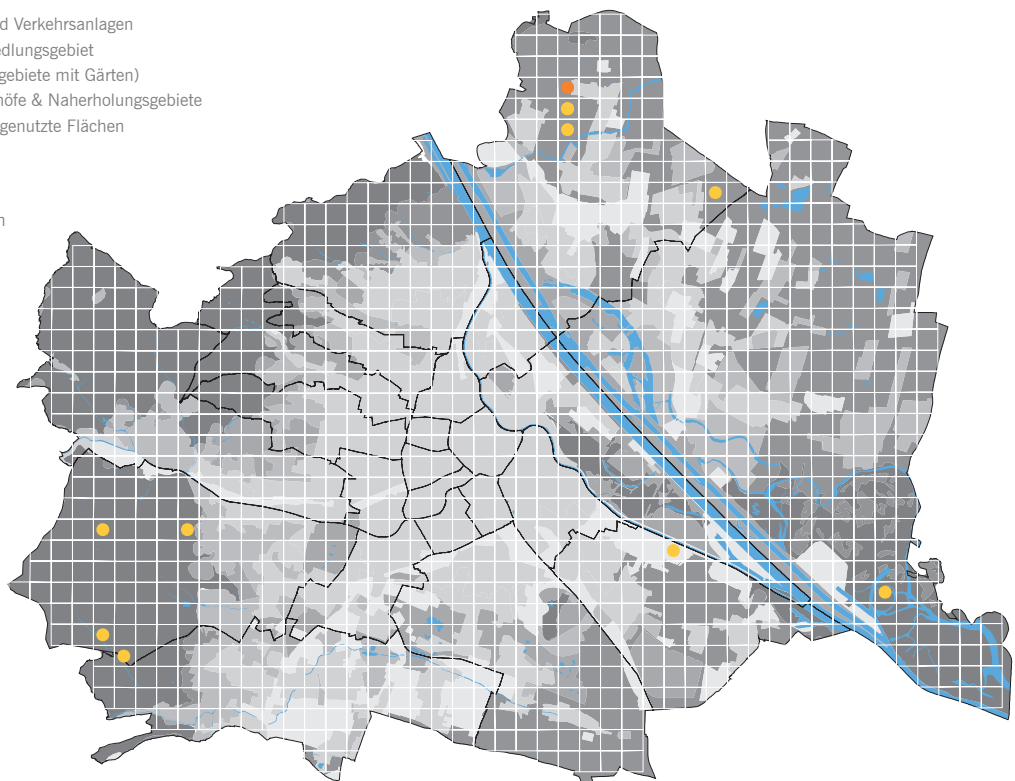 d Verkehrsanlagen
edlungsgebiet
gebiete mit Gärten)
höfe & Naherholungsgebiete
genutzte Flächen
n